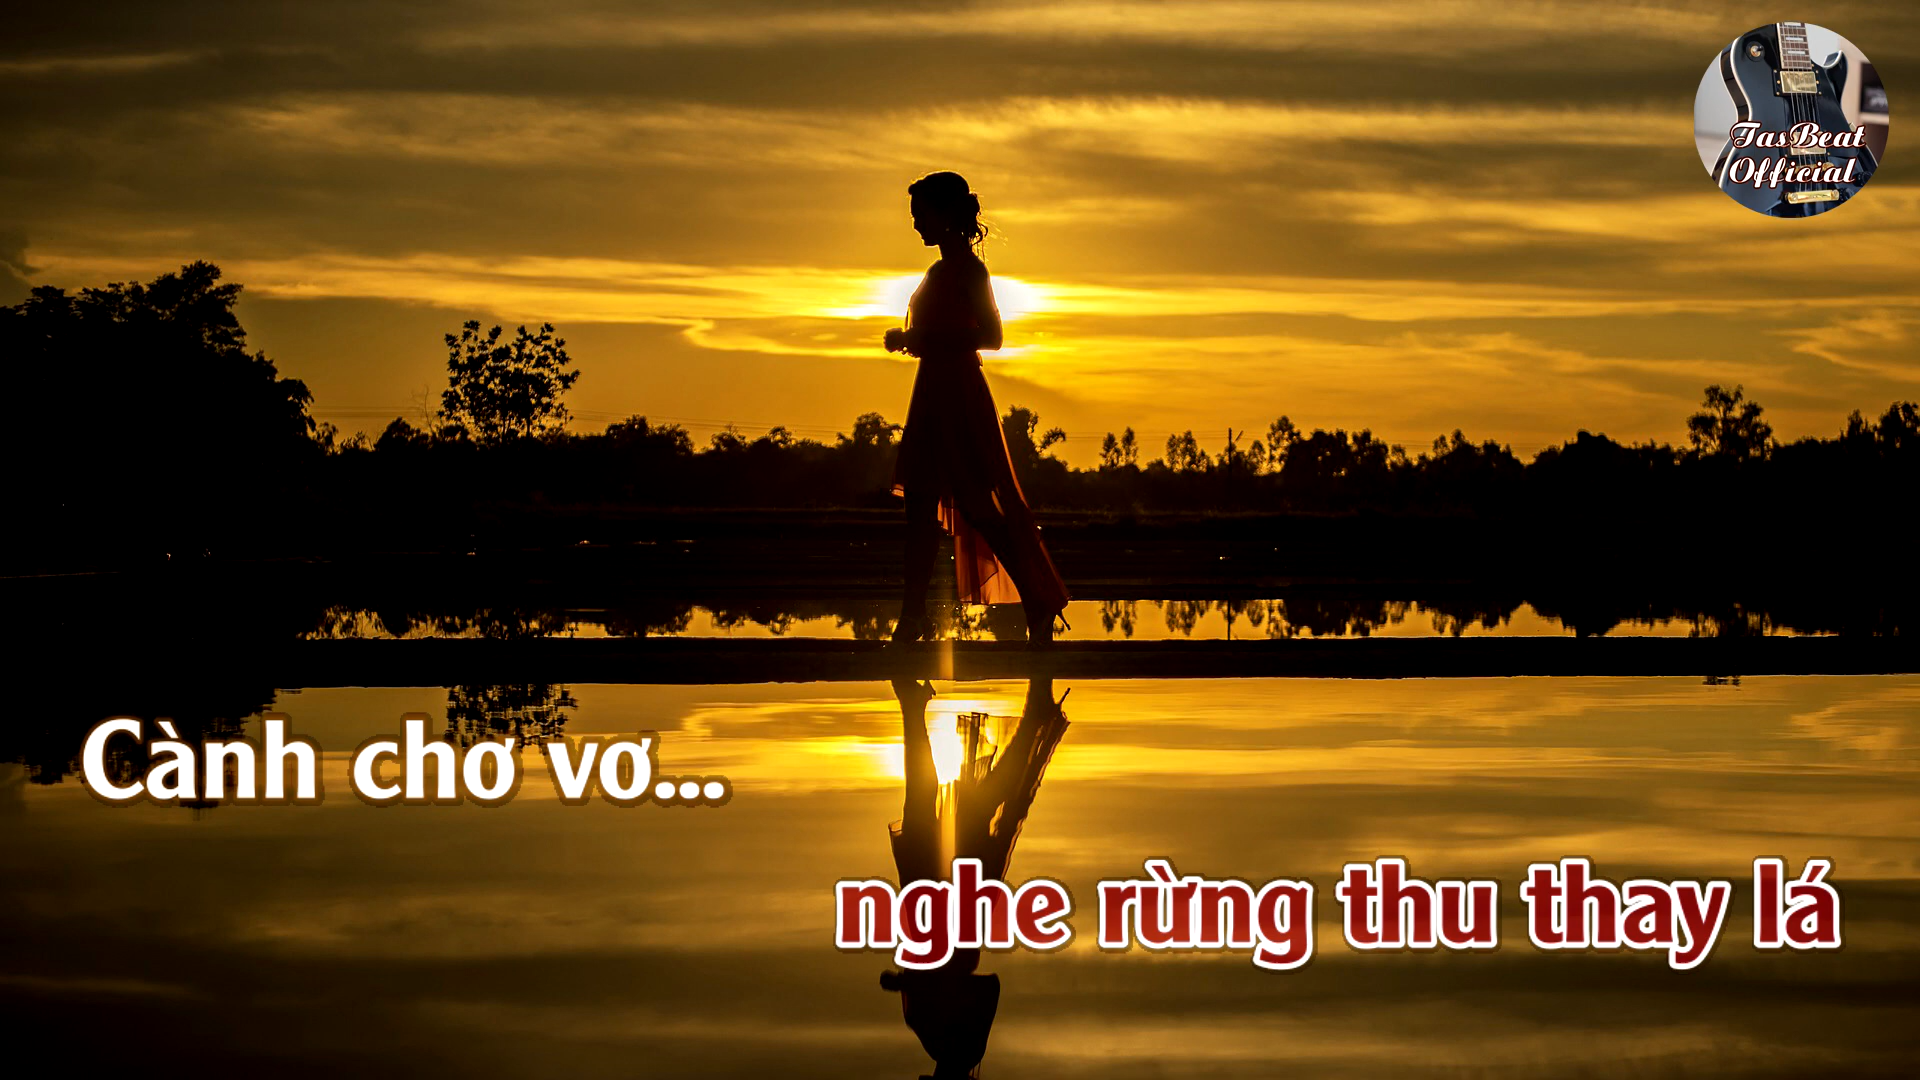 TasBeat
Official
Cành chơ vơ...
nghe rừng thu thay lá